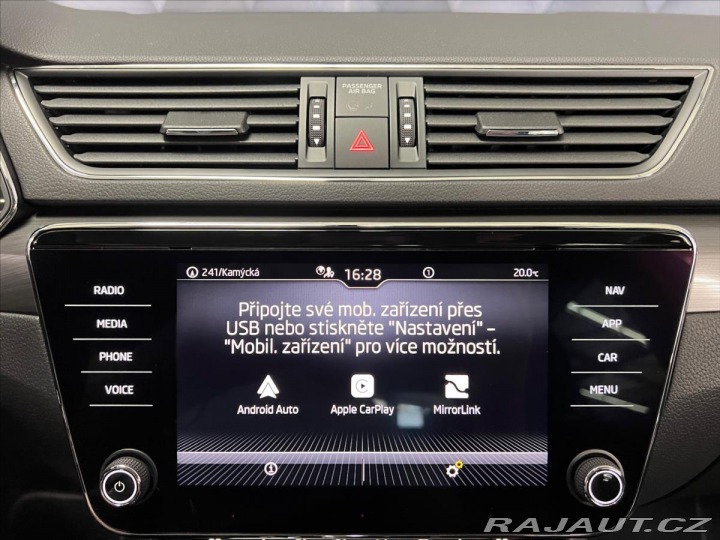 PASSENGER
AIR BAG
RADIO
MEDIA
PHONE
VOICE
241/Kamýcká
16:28
1
20.0°C
Připojte své mob. zařízení přes
USB nebo stiskněte "Nastavení" –
"Mobil. zařízení" pro více možností.
Android Auto
Apple CarPlay
MirrorLink
NAV
APP
CAR
MENU
RAJAUT.CZ